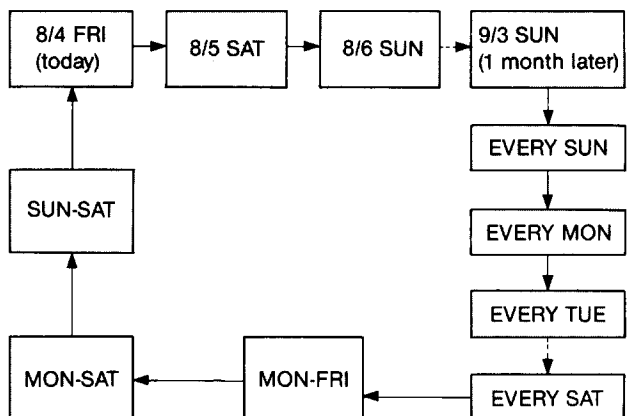 8/4 FRI
(today)
8/5 SAT
8/6 SUN
9/3 SUN
(1 month later)
EVERY SUN
EVERY MON
EVERY TUE
EVERY SAT
MON-FRI
MON-SAT
SUN-SAT